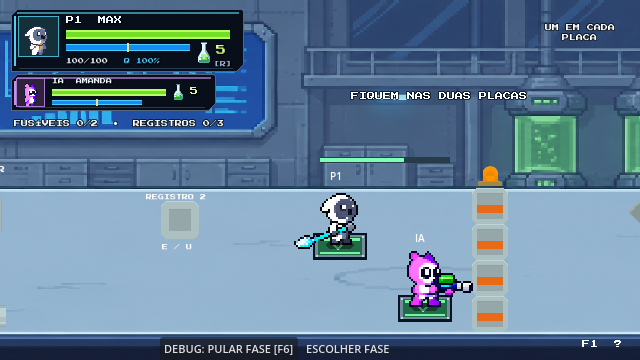 P1 MAX
5
100/100 Q 100% [R]
IA AMANDA
5
FUSíVEIS 0/2 • REGISTROS 0/3
UM EM CADA
PLACA
FIQUEM NAS DUAS PLACAS
R
P1
REGISTRO 2
E / U
IA
F1 ?
DEBUG: PULAR FASE [F6] ESCOLHER FASE